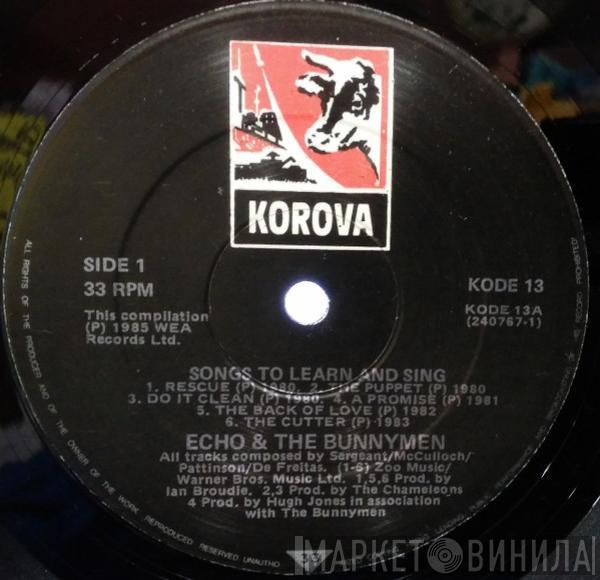 KOROVA
SIDE 1
33 RPM
KODE 13
KODE 13A
(240767-1)
This compilation
(P) 1985 WEA
Records Ltd.
SONGS TO LEARN AND SING
1. RESCUE (P) 1980. 2. THE PUPPET (P) 1980
3. DO IT CLEAN (P) 1980. 4. A PROMISE (P) 1981
5. THE BACK OF LOVE (P) 1982
6. THE CUTTER (P) 1983
ECHO & THE BUNNYMEN
All tracks composed by Sergeant/McCulloch/
Pattinson/De Freitas. (1-6) Zoo Music/
Warner Bros. Music Ltd. 1,5,6 Prod. by
Ian Broudie. 2,3 Prod. by The Chameleons
4 Prod. by Hugh Jones in association
with The Bunnymen
ALL RIGHTS OF THE PRODUCER AND OF THE OWNER OF THE WORK REPRODUCED RESERVED UNAUTHO
МАРКЕТ ВИНИЛА